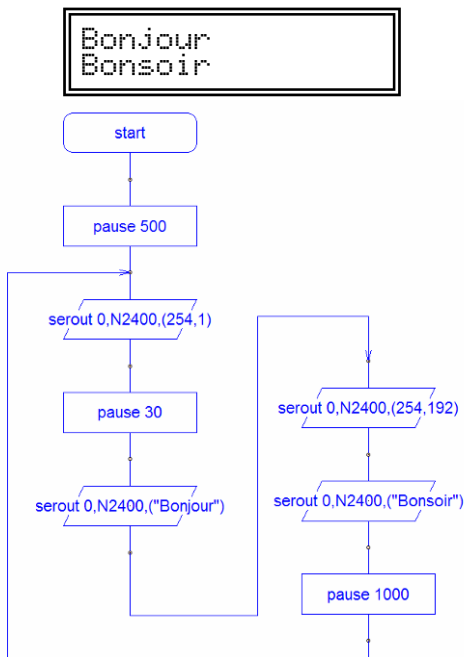 Bonjour
Bonsoir
start
pause 500
serout 0,N2400,(254,1)
pause 30
serout 0,N2400,("Bonjour")
serout 0,N2400,(254,192)
serout 0,N2400,("Bonsoir")
pause 1000